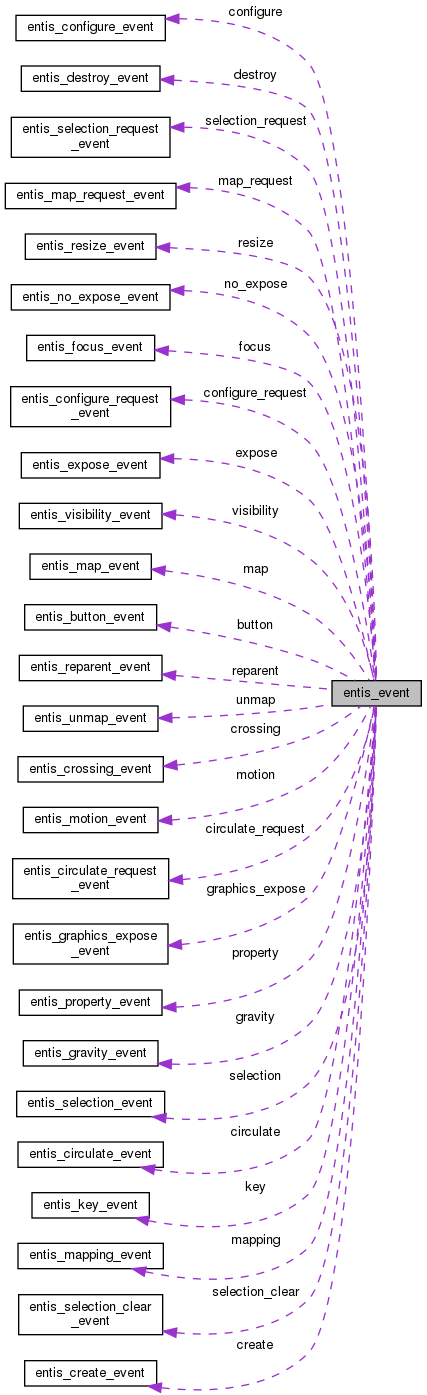 configure
entis_configure_event
destroy
entis_destroy_event
selection_request
entis_selection_request
_event
map_request
entis_map_request_event
resize
entis_resize_event
no_expose
entis_no_expose_event
focus
entis_focus_event
configure_request
entis_configure_request
_event
expose
entis_expose_event
visibility
entis_visibility_event
map
entis_map_event
button
entis_button_event
reparent
entis_reparent_event
entis_event
unmap
entis_unmap_event
crossing
entis_crossing_event
motion
entis_motion_event
circulate_request
entis_circulate_request
_event
graphics_expose
entis_graphics_expose
_event
property
entis_property_event
gravity
entis_gravity_event
selection
entis_selection_event
circulate
entis_circulate_event
key
entis_key_event
mapping
entis_mapping_event
selection_clear
entis_selection_clear
_event
create
entis_create_event